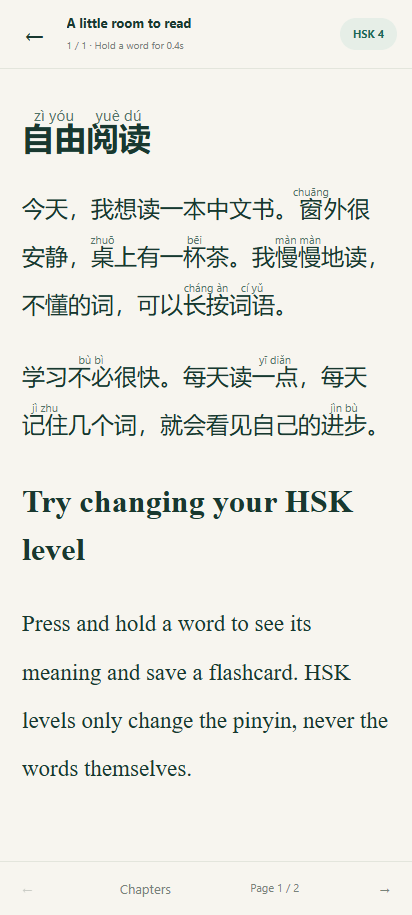 ←
A little room to read
1 / 1 · Hold a word for 0.4s
HSK 4
zì yóu yuè dú
自由阅读
chuāng
今天，我想读一本中文书。窗外很
zhuō bēi màn màn
安静，桌上有一杯茶。我慢慢地读，
cháng àn cí yǔ
不懂的词，可以长按词语。
bù bì yī diǎn
学习不必很快。每天读一点，每天
jì zhu jìn bù
记住几个词，就会看见自己的进步。
Try changing your HSK
level
Press and hold a word to see its
meaning and save a flashcard. HSK
levels only change the pinyin, never the
words themselves.
← Chapters Page 1 / 2 →